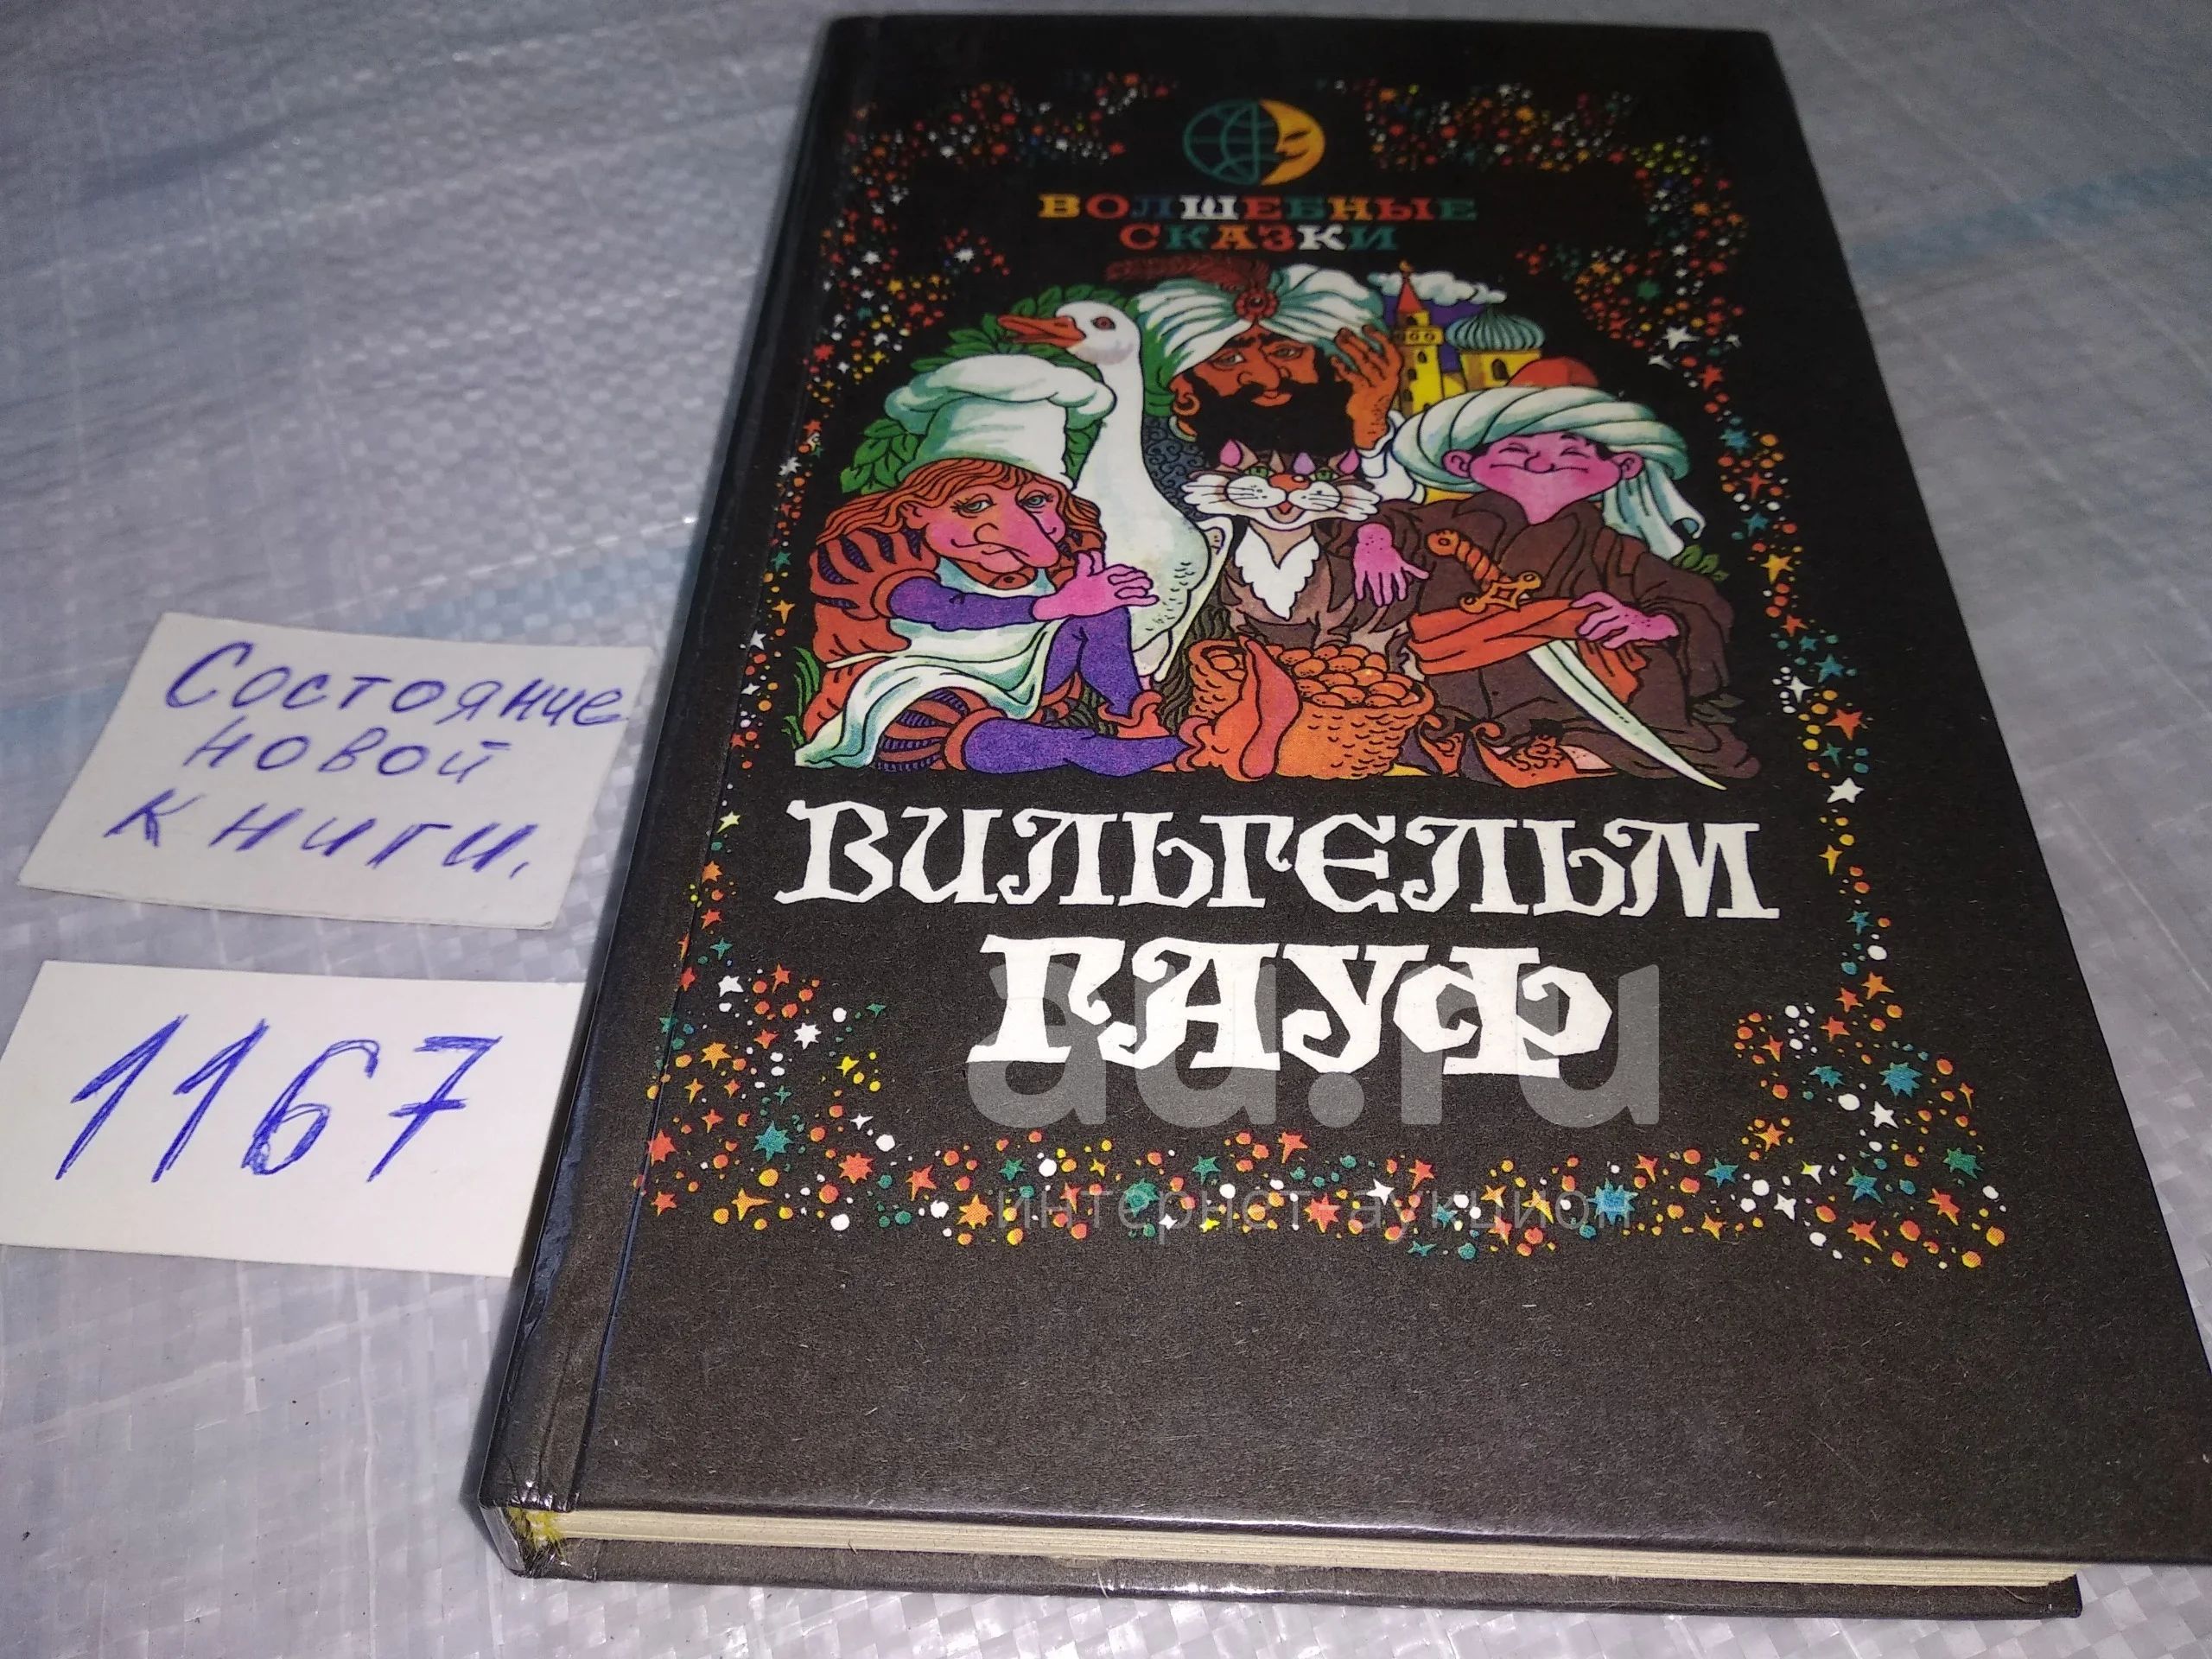 ВОЛШЕБНЫЕ
СКАЗКИ
ВИЛЬГЕЛЬМ
ГАУФ
Состояние
новой
книги.
1167
au.ru
интернет-аукцион